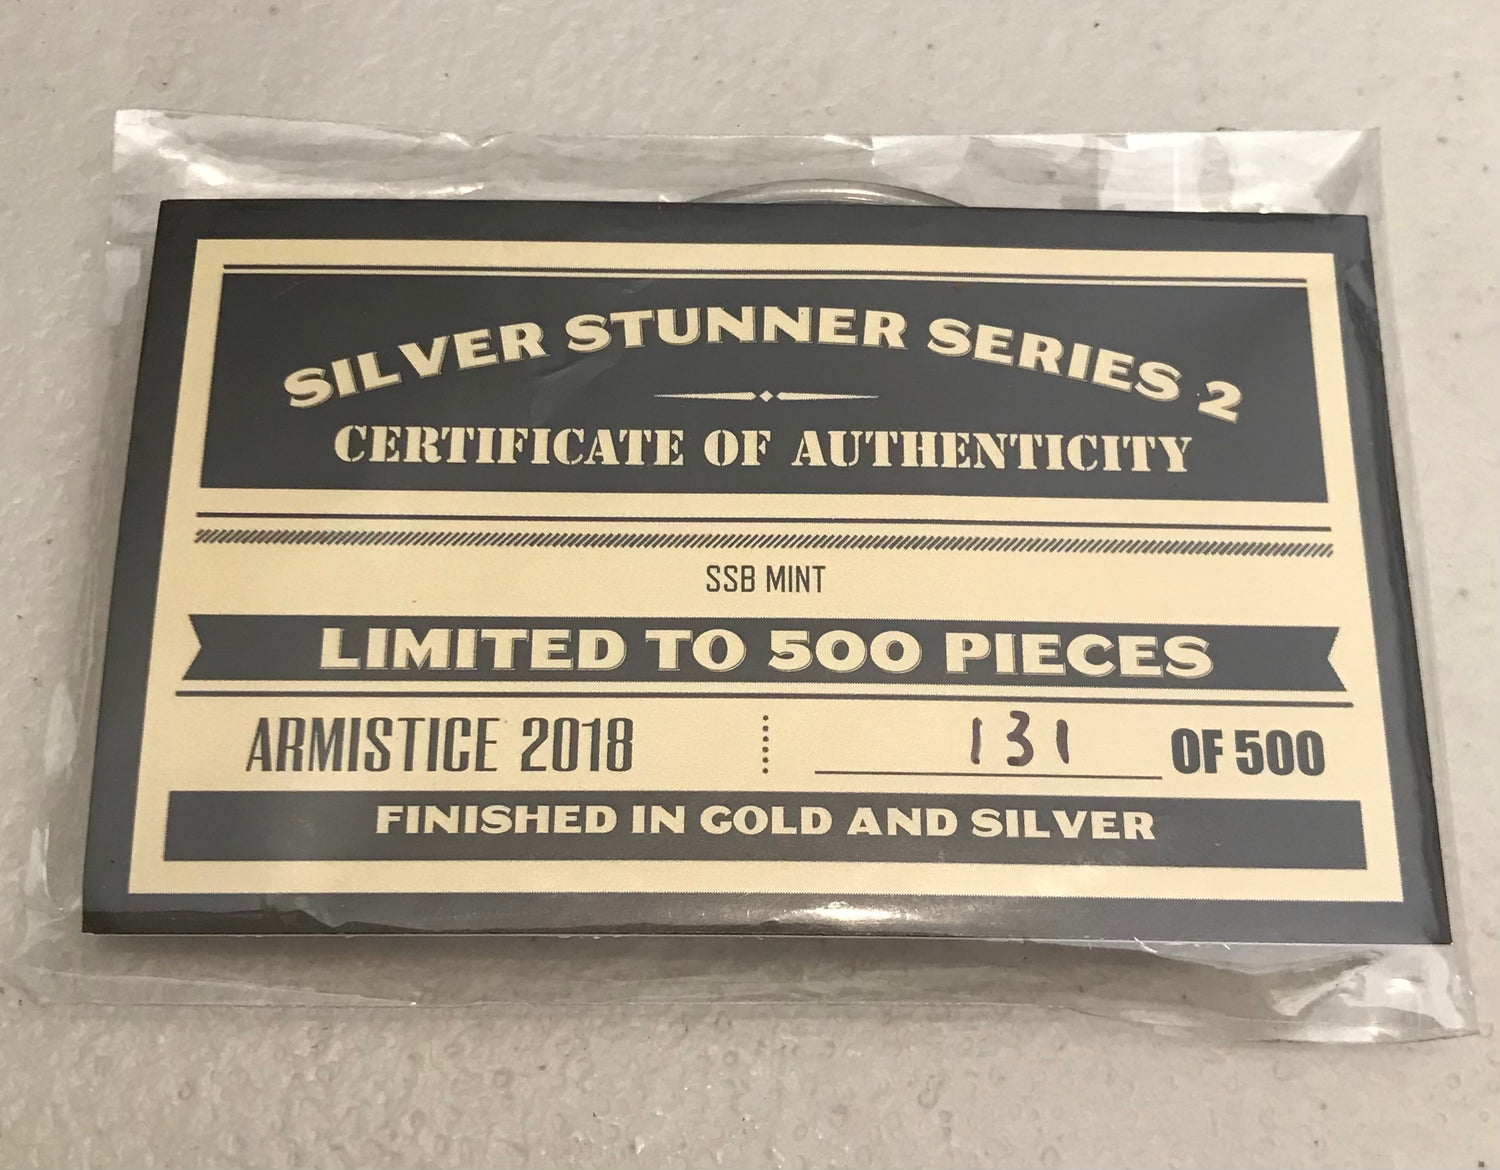 SILVER STUNNER SERIES 2
CERTIFICATE OF AUTHENTICITY
SSB MINT
LIMITED TO 500 PIECES
ARMISTICE 2018 131 OF 500
FINISHED IN GOLD AND SILVER